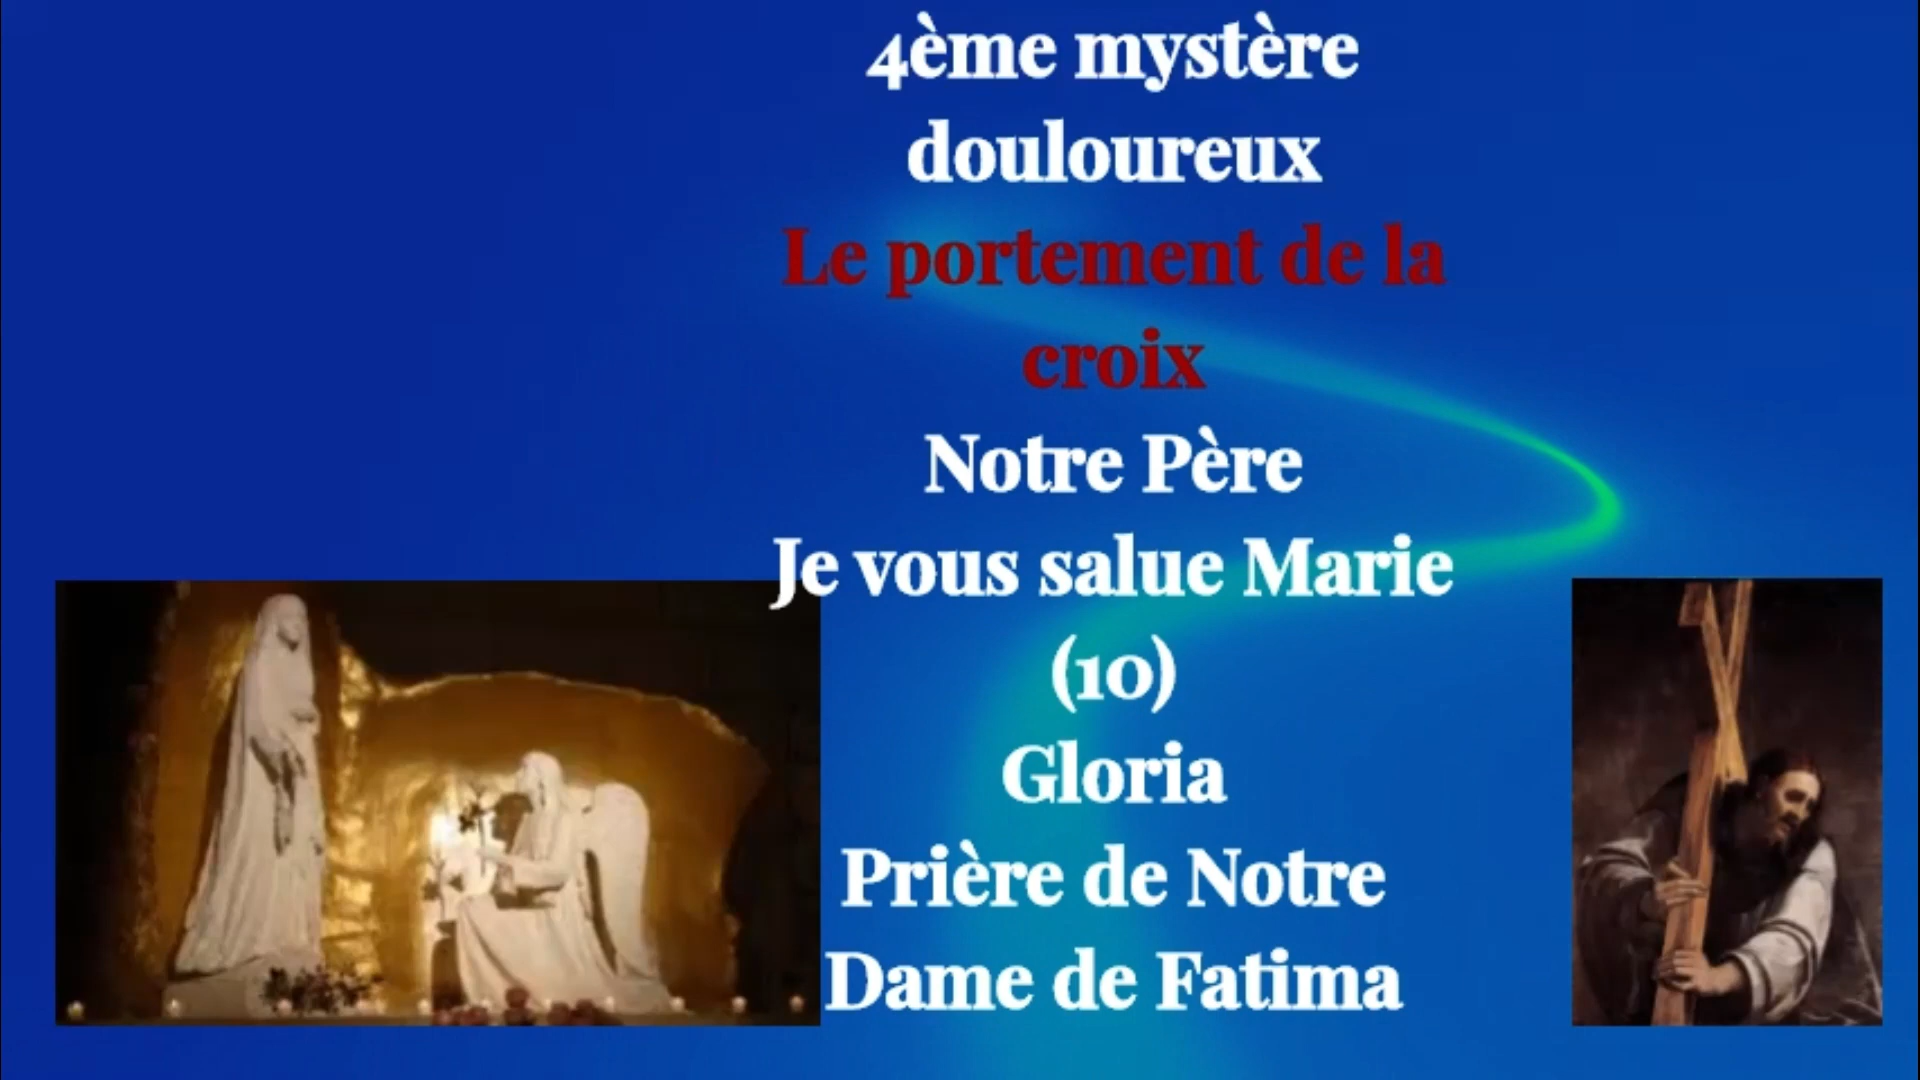 4ème mystère
douloureux
Le portement de la
croix
Notre Père
Je vous salue Marie
(10)
Gloria
Prière de Notre
Dame de Fatima